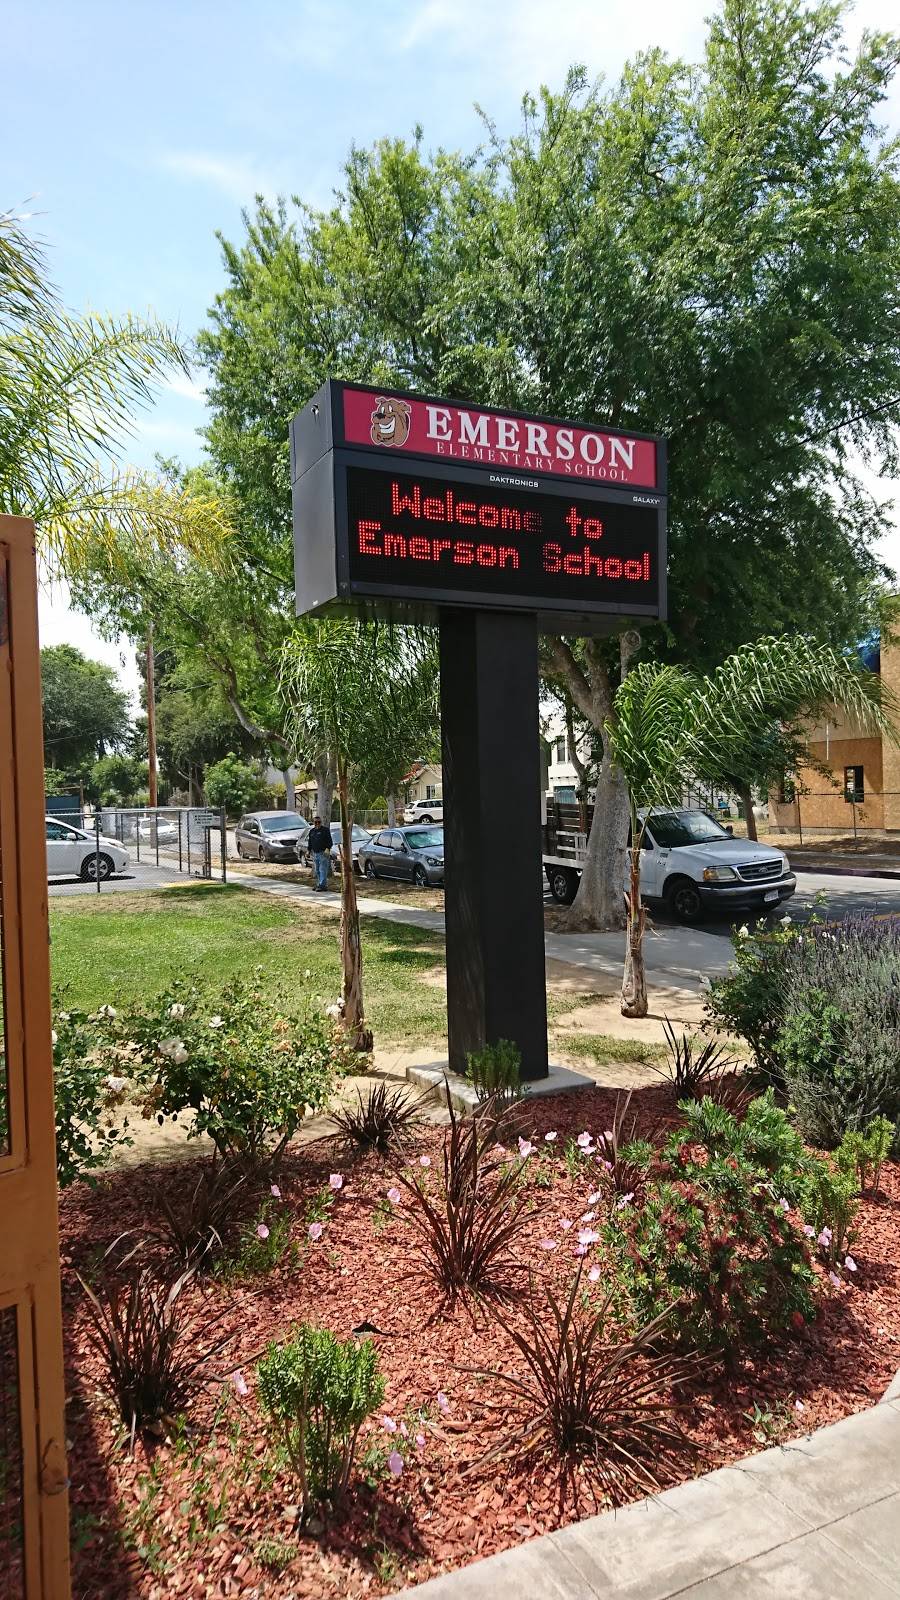 EMERSON
ELEMENTARY SCHOOL
DAKTRONICS
GALAXY
Welcome to
Emerson School